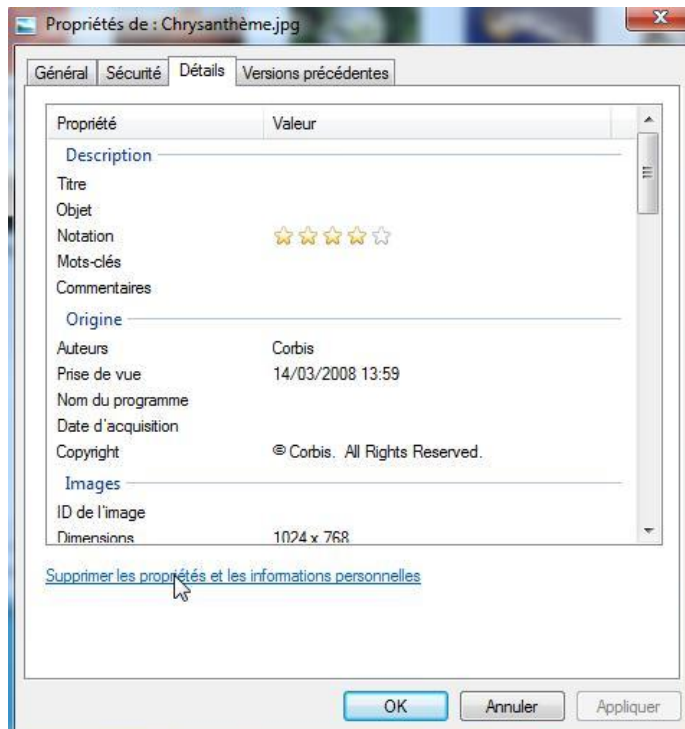 Propriétés de : Chrysanthème.jpg
Général Sécurité Détails Versions précédentes
Propriété Valeur
Description
Titre
Objet
Notation
Mots-clés
Commentaires
Origine
Auteurs Corbis
Prise de vue 14/03/2008 13:59
Nom du programme
Date d'acquisition
Copyright © Corbis. All Rights Reserved.
Images
ID de l'image
Dimensions 1024 x 768
Supprimer les propriétés et les informations personnelles
OK Annuler Appliquer